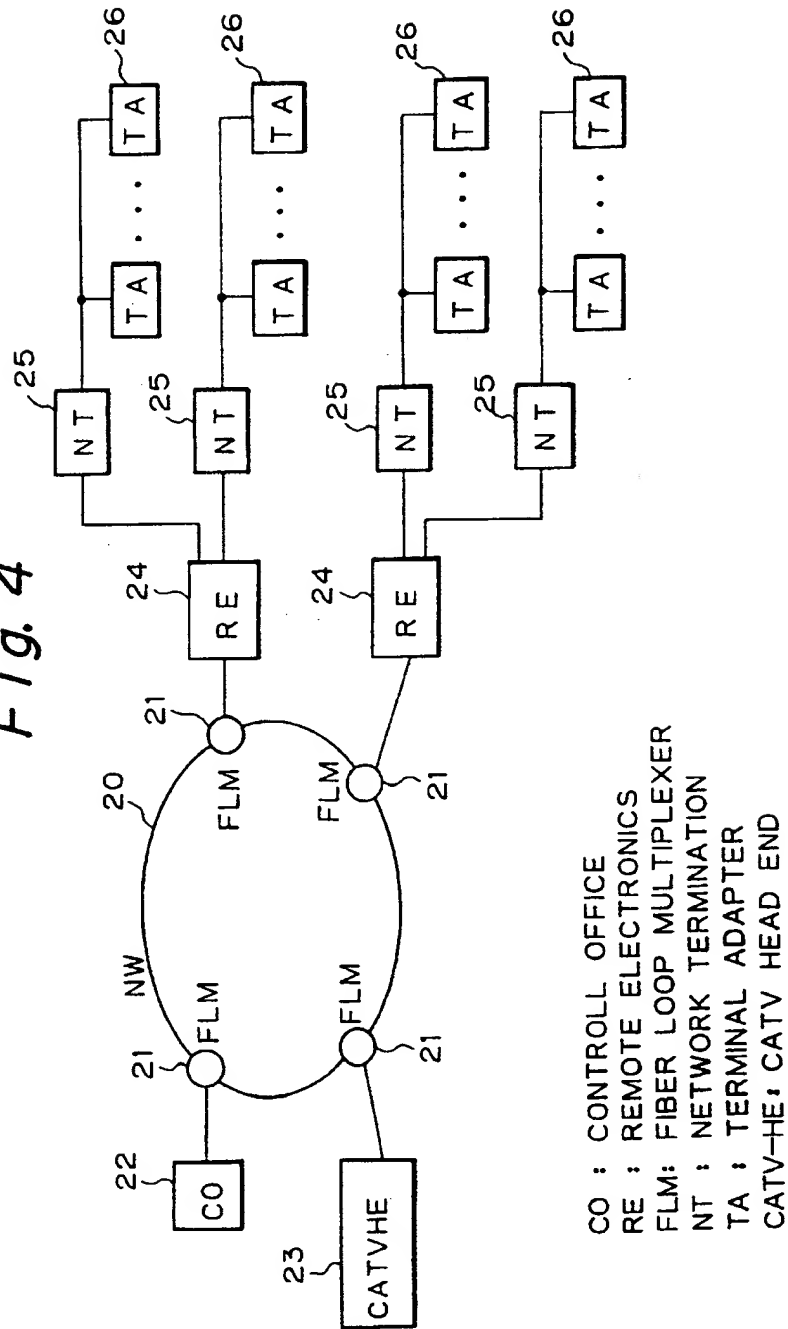 Fig. 4
25
NT
TA
...
TA
26
24
RE
25
NT
TA
...
TA
26
20
NW
21
FLM
21
FLM
22
CO
FLM
21
24
RE
25
NT
TA
...
TA
26
FLM
21
23
CATVHE
25
NT
TA
...
TA
26
CO : CONTROLL OFFICE
RE : REMOTE ELECTRONICS
FLM: FIBER LOOP MULTIPLEXER
NT : NETWORK TERMINATION
TA : TERMINAL ADAPTER
CATV-HE: CATV HEAD END